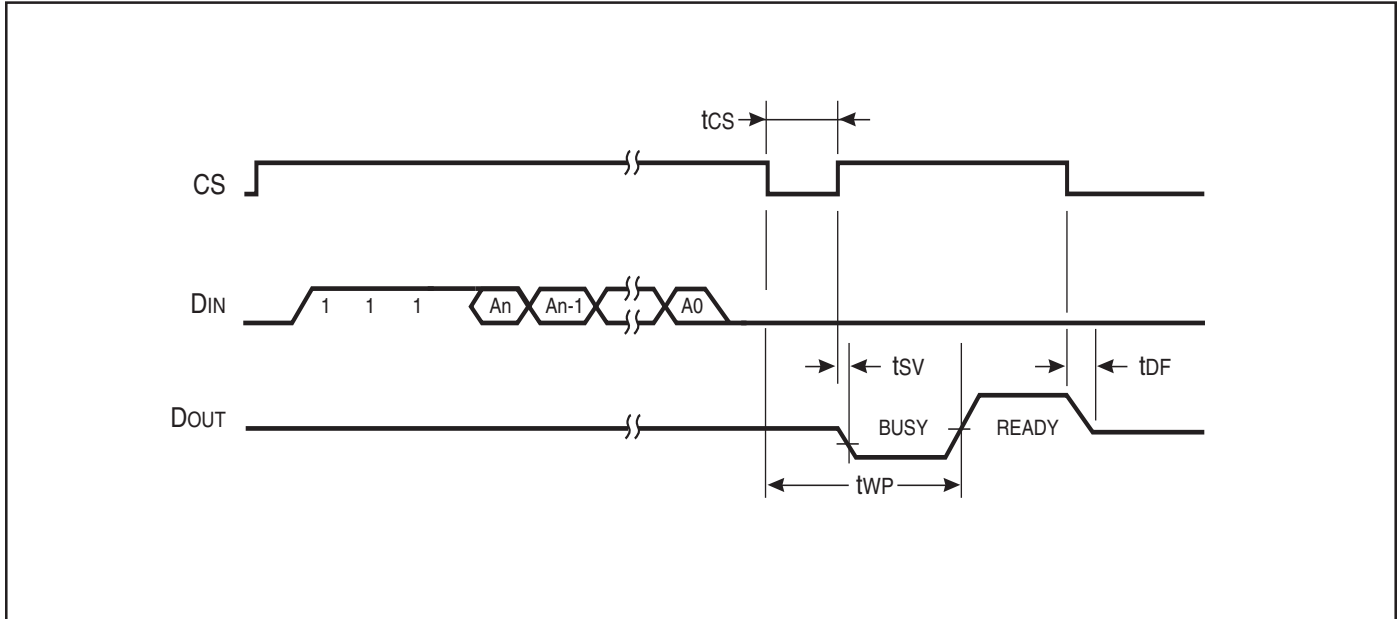 tCS
CS
DIN
1 1 1 An An-1 A0
tSV
tDF
DOUT
BUSY
READY
tWP